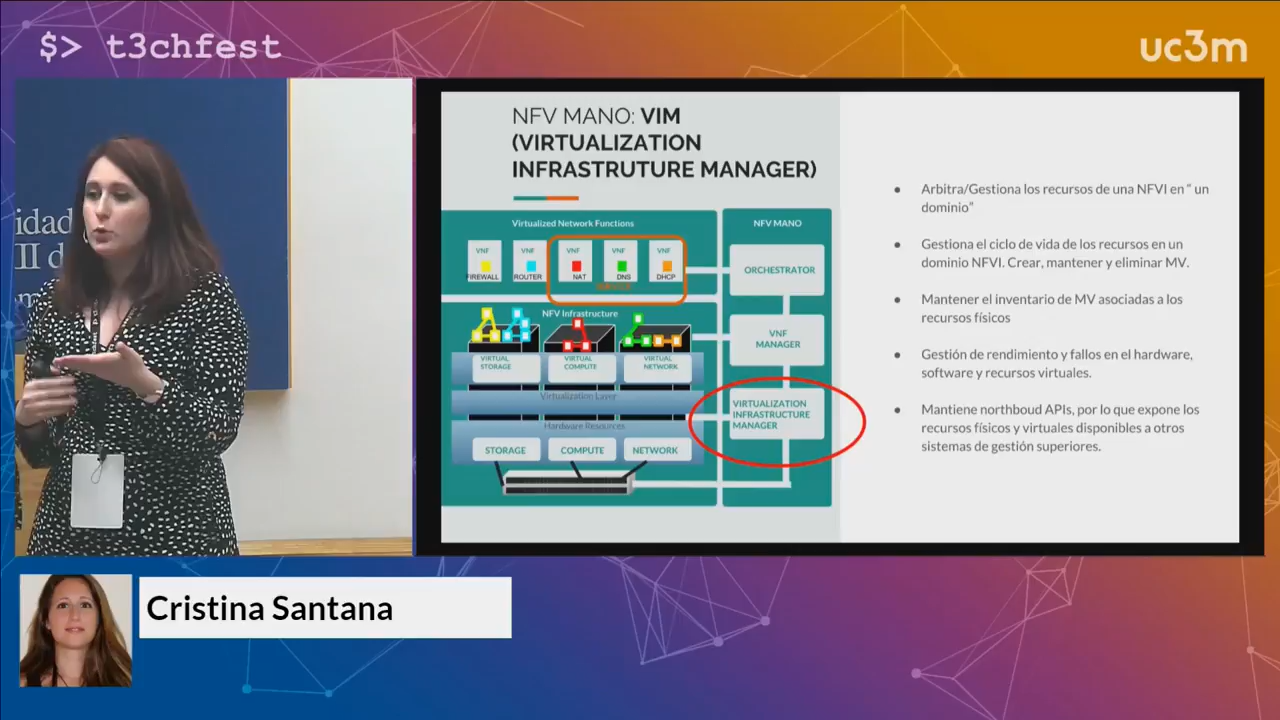 $> t3chfest
uc3m
idad
II d
m
NFV MANO: VIM
(VIRTUALIZATION
INFRASTRUTURE MANAGER)
Virtualized Network Functions
VNF
FIREWALL
VNF
ROUTER
VNF
NAT
VNF
DNS
VNF
DHCP
SERVICE
NFV Infrastructure
VIRTUAL
STORAGE
VIRTUAL
COMPUTE
VIRTUAL
NETWORK
Virtualization Layer
Hardware Resources
STORAGE
COMPUTE
NETWORK
NFV MANO
ORCHESTRATOR
VNF
MANAGER
VIRTUALIZATION
INFRASTRUCTURE
MANAGER
● Arbitra/Gestiona los recursos de una NFVI en “ un
dominio”
● Gestiona el ciclo de vida de los recursos en un
dominio NFVI. Crear, mantener y eliminar MV.
● Mantener el inventario de MV asociadas a los
recursos físicos
● Gestión de rendimiento y fallos en el hardware,
software y recursos virtuales.
● Mantiene northboud APIs, por lo que expone los
recursos físicos y virtuales disponibles a otros
sistemas de gestión superiores.
Cristina Santana